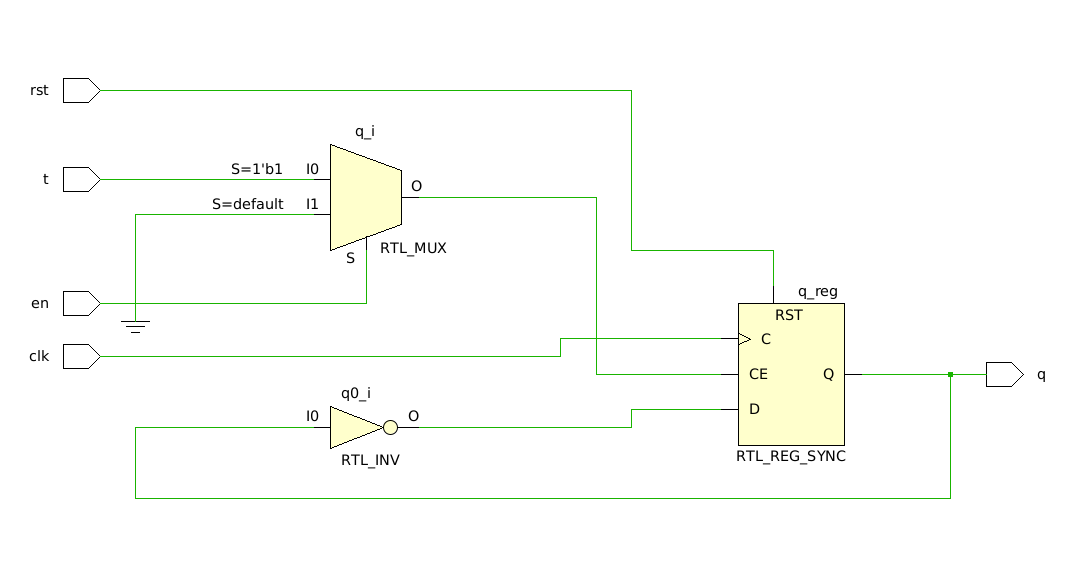 rst
q_i
t
S=1'b1
I0
O
S=default
I1
S
RTL_MUX
en
q_reg
RST
clk
C
CE
Q
q
D
RTL_REG_SYNC
q0_i
I0
O
RTL_INV